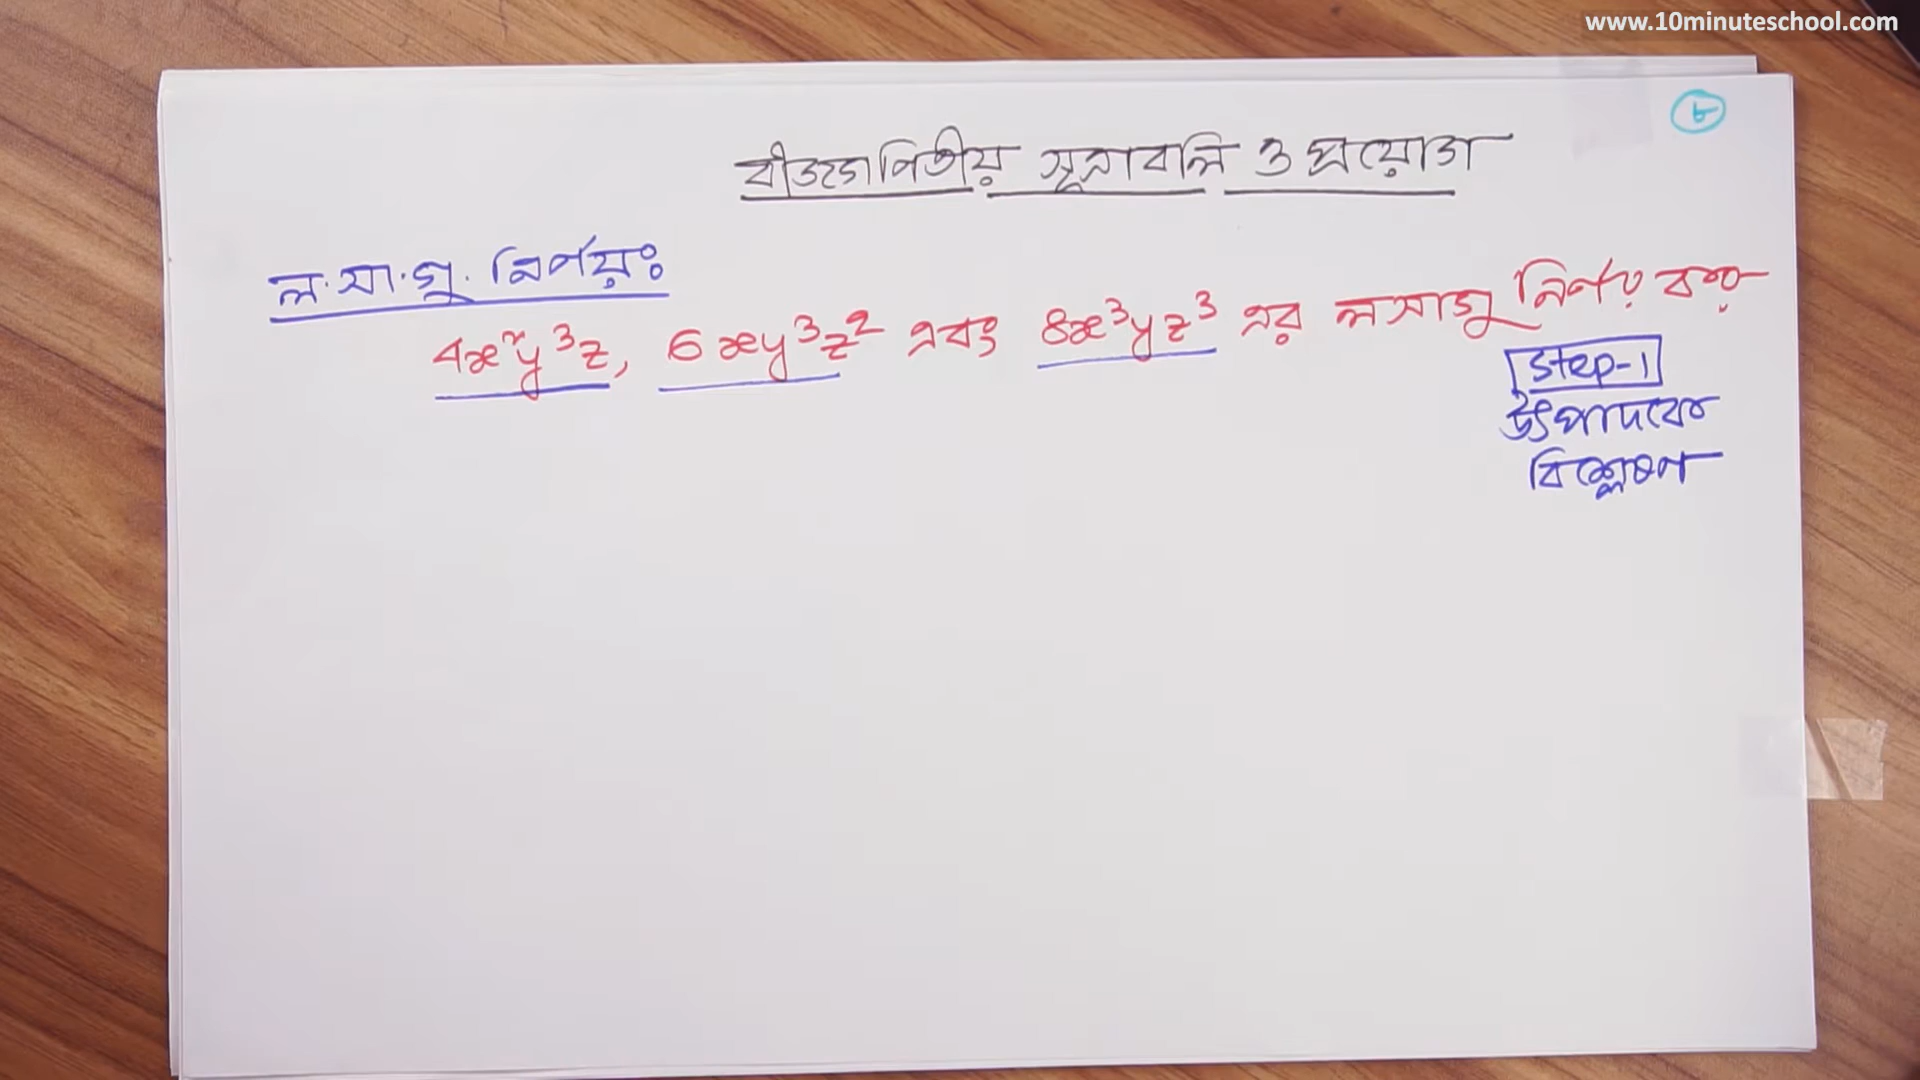 www.10minuteschool.com
৮
বীজগণিতীয় সূত্রাবলি ও প্রয়োগ
ল.সা.গু. নির্ণয়ঃ
4x²y³z, 6xy³z² এবং 8x³yz³ এর লসাগু নির্ণয় কর
Step-1
উৎপাদকের
বিশ্লেষণ